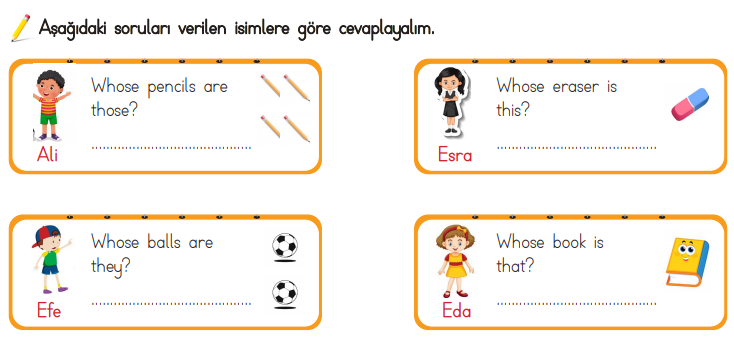 Aşağıdaki soruları verilen isimlere göre cevaplayalım.
Whose pencils are
those?
..........................................
Ali
Whose eraser is
this?
..........................................
Esra
Whose balls are
they?
..........................................
Efe
Whose book is
that?
..........................................
Eda